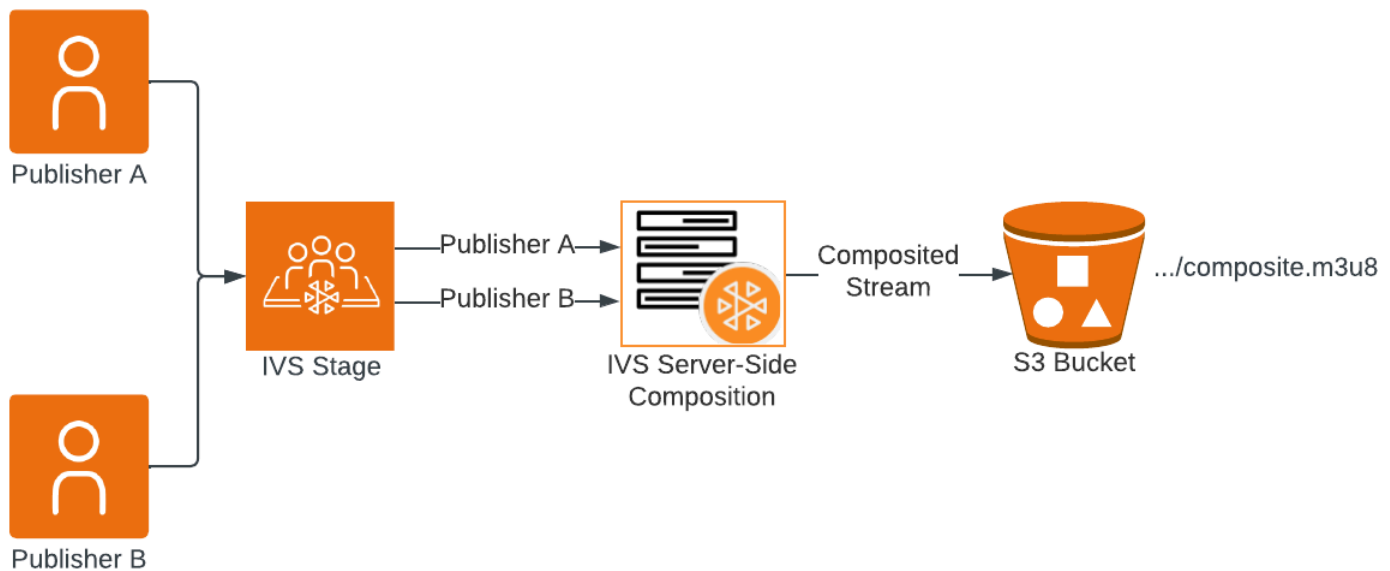 Publisher A
Publisher B
IVS Stage
Publisher A
Publisher B
IVS Server-Side
Composition
Composited
Stream
S3 Bucket
.../composite.m3u8